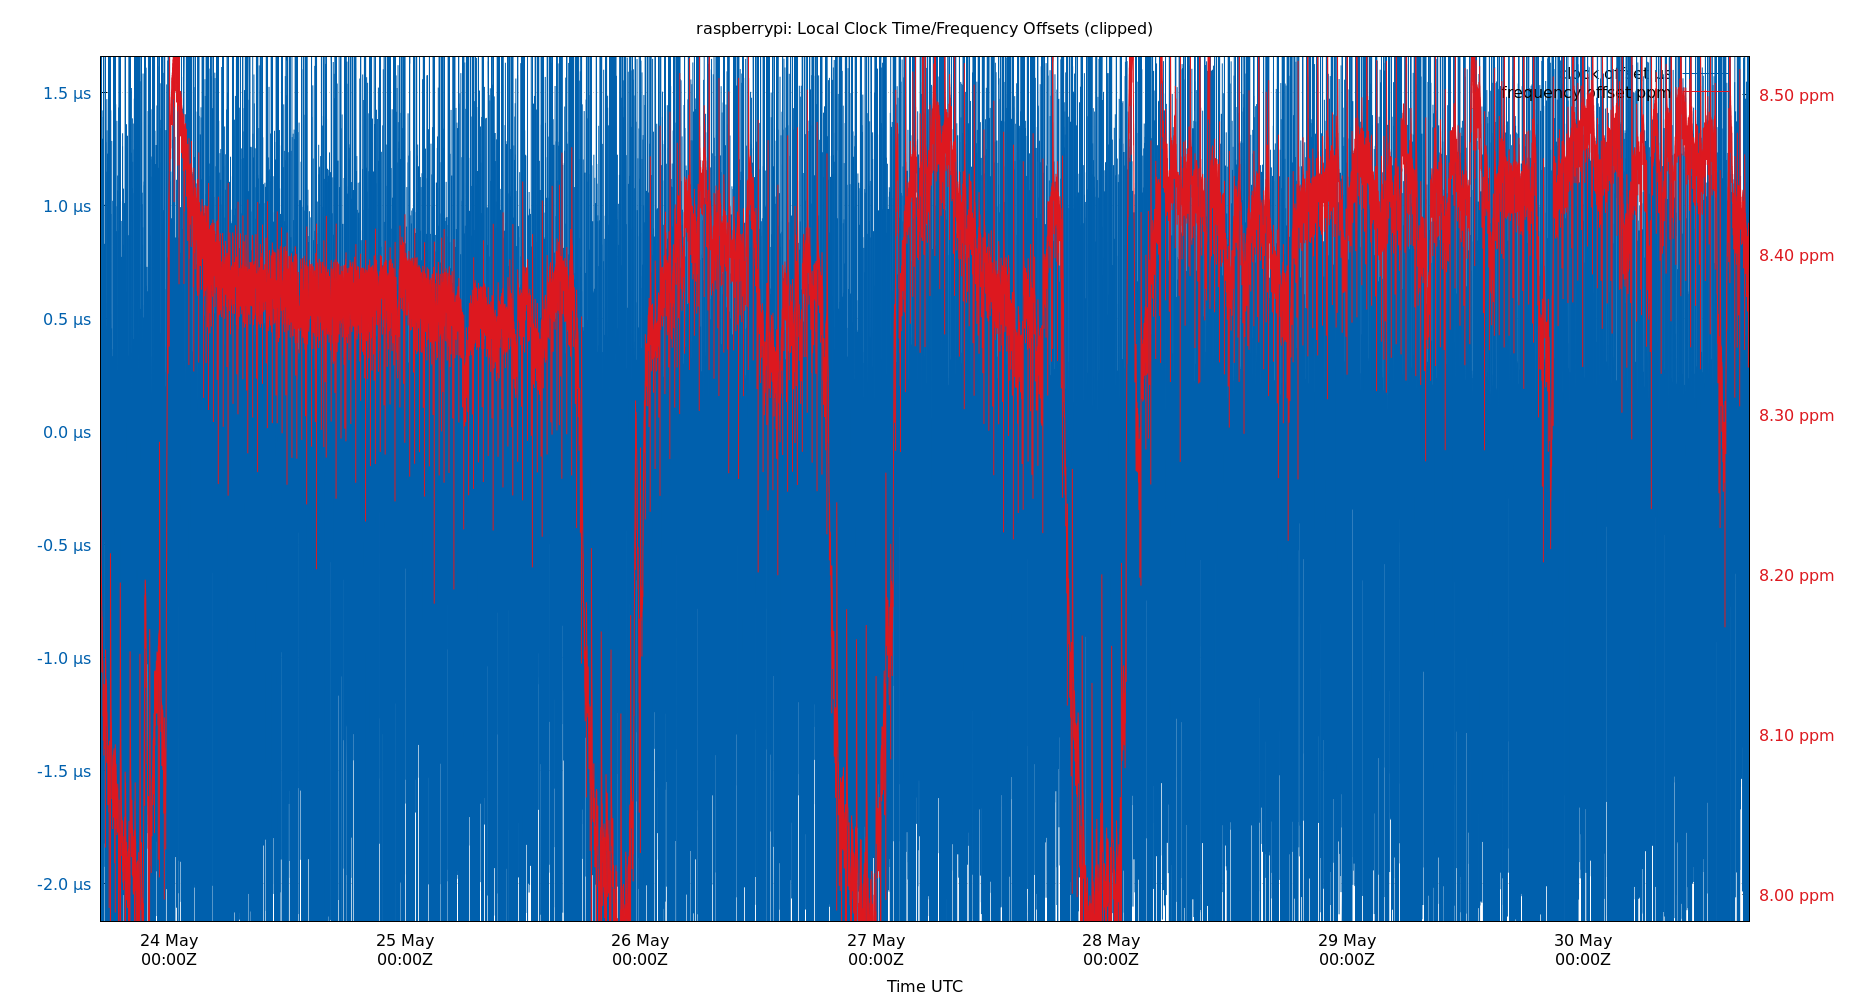 raspberrypi: Local Clock Time/Frequency Offsets (clipped)
clock offset µs
frequency offset ppm
1.5 µs
1.0 µs
0.5 µs
0.0 µs
-0.5 µs
-1.0 µs
-1.5 µs
-2.0 µs
8.50 ppm
8.40 ppm
8.30 ppm
8.20 ppm
8.10 ppm
8.00 ppm
24 May 25 May 26 May 27 May 28 May 29 May 30 May
00:00Z 00:00Z 00:00Z 00:00Z 00:00Z 00:00Z 00:00Z
Time UTC